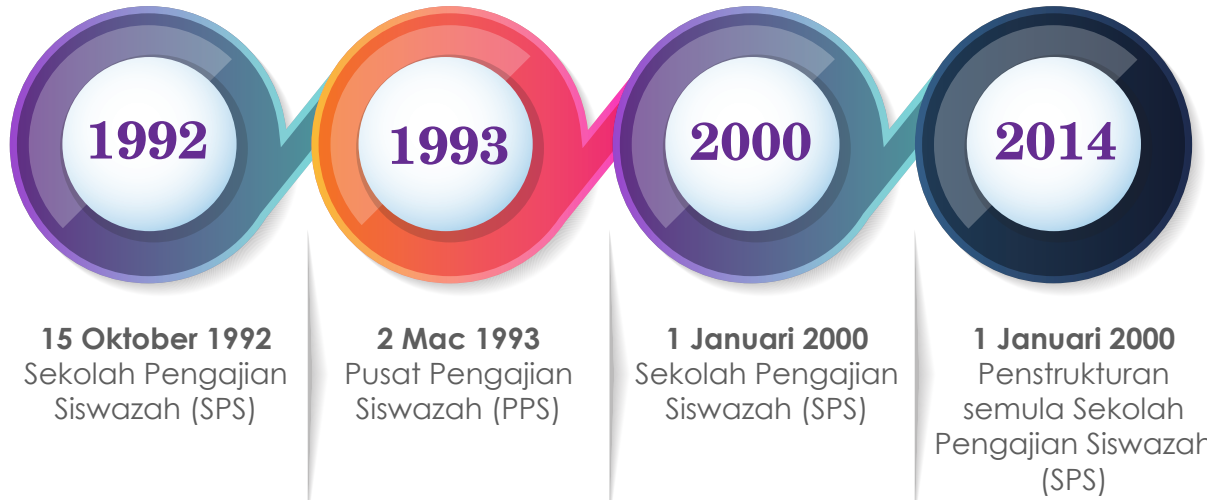 1992
1993
2000
2014
15 Oktober 1992
Sekolah Pengajian
Siswazah (SPS)
2 Mac 1993
Pusat Pengajian
Siswazah (PPS)
1 Januari 2000
Sekolah Pengajian
Siswazah (SPS)
1 Januari 2000
Penstrukturan
semula Sekolah
Pengajian Siswazah
(SPS)